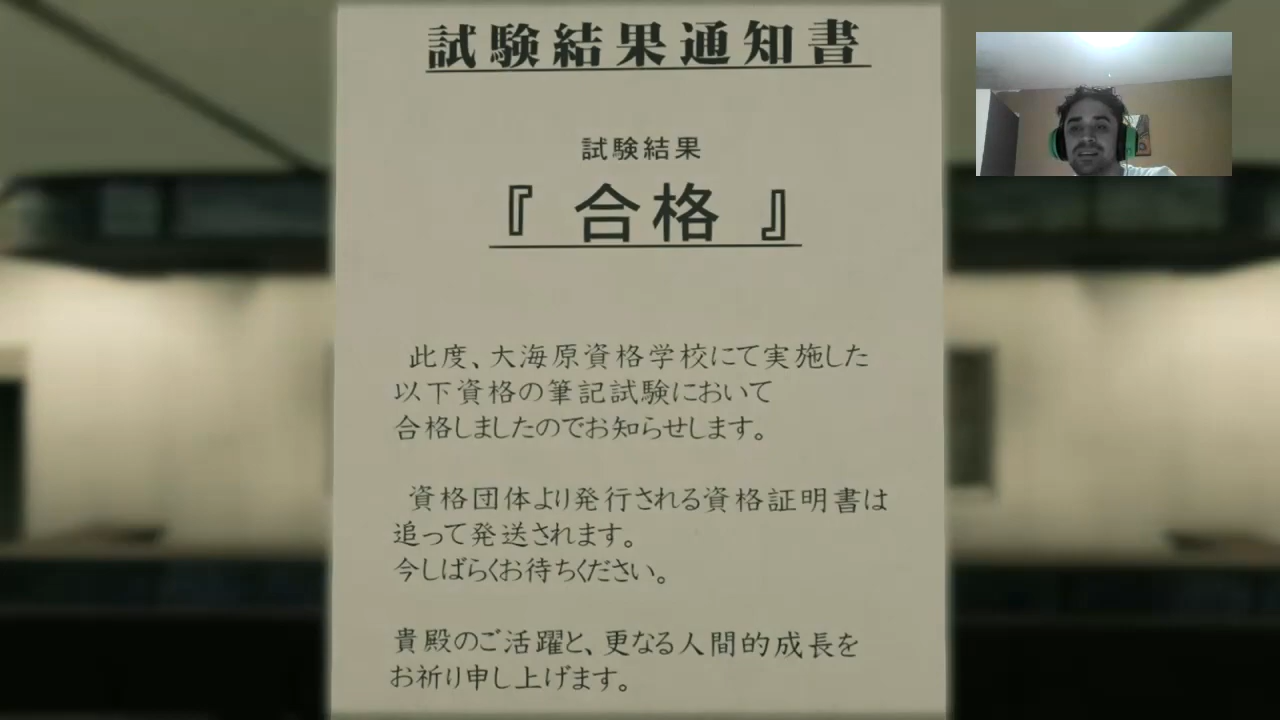 試験結果通知書
試験結果
『 合格 』
此度、大海原資格学校にて実施した
以下資格の筆記試験において
合格しましたのでお知らせします。
資格団体より発行される資格証明書は
追って発送されます。
今しばらくお待ちください。
貴殿のご活躍と、更なる人間的成長を
お祈り申し上げます。